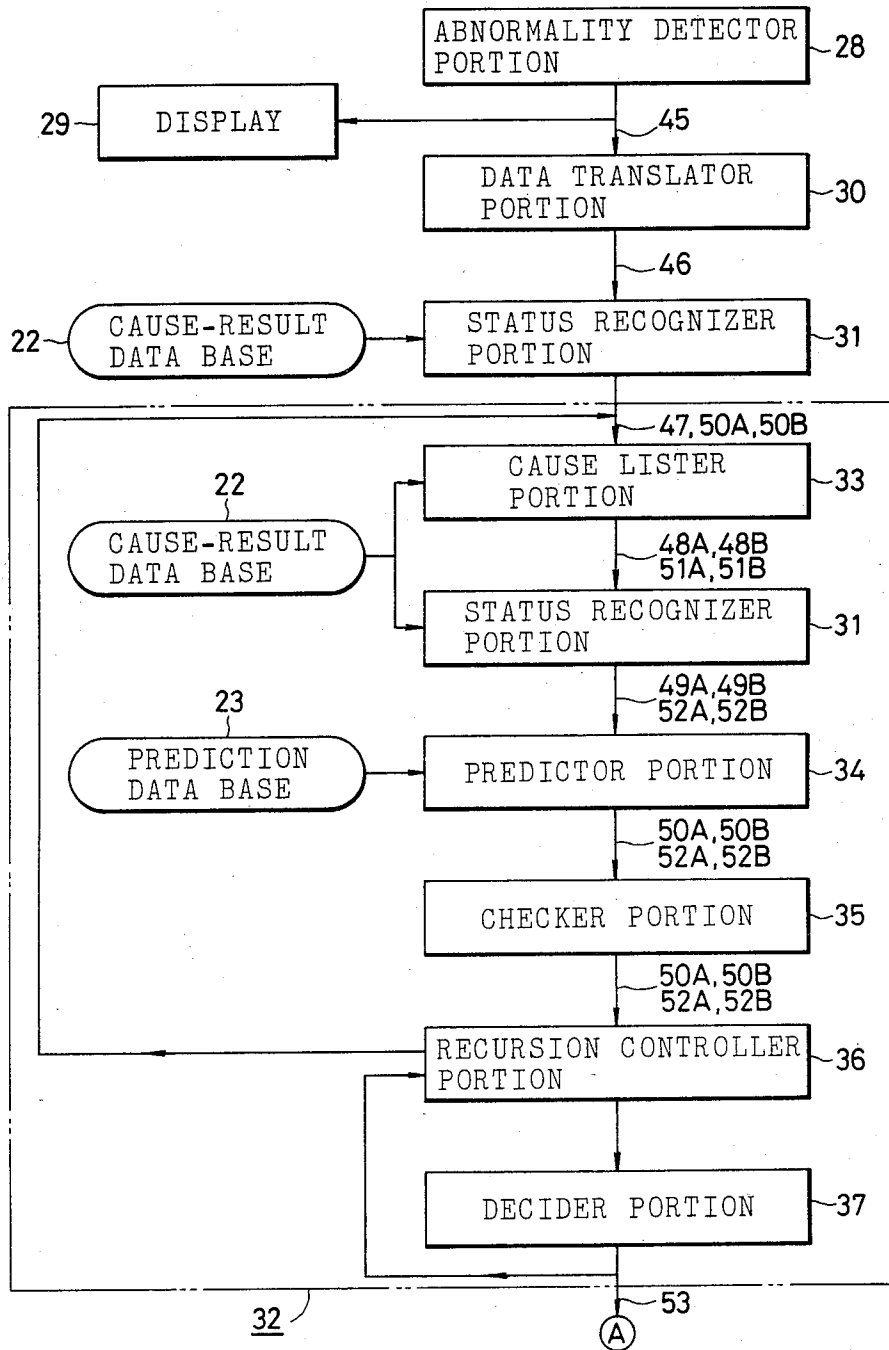 ABNORMALITY DETECTOR
PORTION
28
29
DISPLAY
45
DATA TRANSLATOR
PORTION
30
46
22
CAUSE-RESULT
DATA BASE
STATUS RECOGNIZER
PORTION
31
47,50A,50B
CAUSE LISTER
PORTION
33
22
CAUSE-RESULT
DATA BASE
48A,48B
51A,51B
STATUS RECOGNIZER
PORTION
31
49A,49B
52A,52B
23
PREDICTION
DATA BASE
PREDICTOR PORTION
34
50A,50B
52A,52B
CHECKER PORTION
35
50A,50B
52A,52B
RECURSION CONTROLLER
PORTION
36
DECIDER PORTION
37
32
53
A